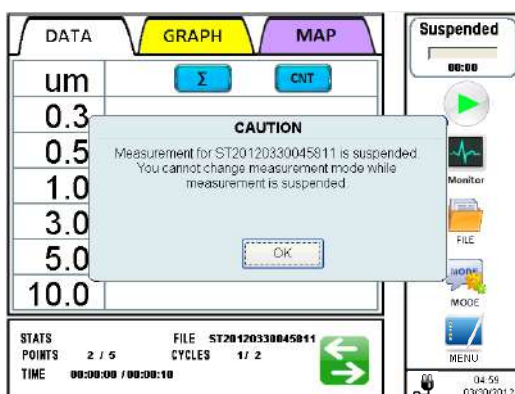 DATA GRAPH MAP
um Σ CNT
0.3
0.5
1.0
3.0
5.0
10.0
CAUTION
Measurement for ST20120330045811 is suspended.
You cannot change measurement mode while
measurement is suspended.
OK
STATS FILE ST20120330045811
POINTS 2 / 5 CYCLES 1/ 2
TIME 00:00:00 / 00:00:10
Suspended
00:00
Monitor
FILE
MODE
MODE
MENU
04:59
03/30/2012